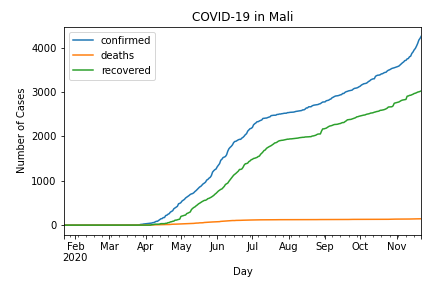 COVID-19 in Mali
confirmed
deaths
recovered
Number of Cases
4000
3000
2000
1000
0
Feb Mar Apr May Jun Jul Aug Sep Oct Nov
2020
Day